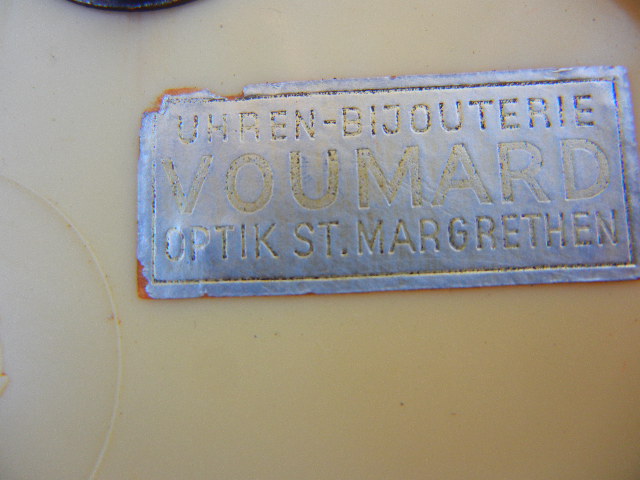 UHREN-BIJOUTERIE
VOUMARD
OPTIK ST. MARGRETHEN